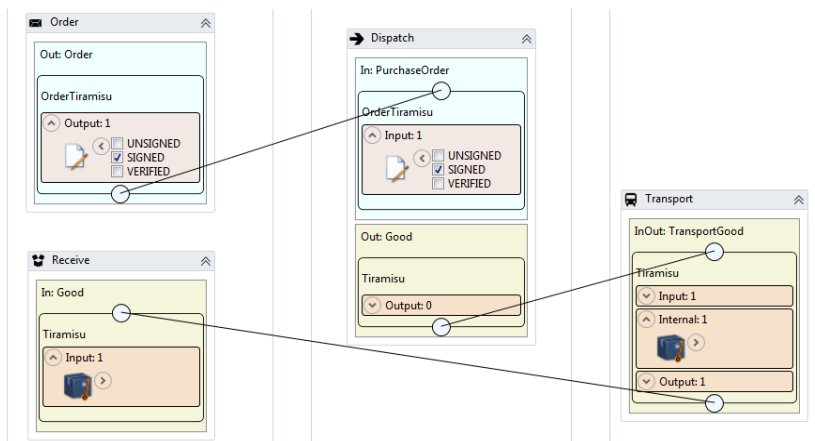 Order
Out: Order
OrderTiramisu
Output: 1
UNSIGNED
SIGNED
VERIFIED
Receive
In: Good
Tiramisu
Input: 1
Dispatch
In: PurchaseOrder
OrderTiramisu
Input: 1
UNSIGNED
SIGNED
VERIFIED
Out: Good
Tiramisu
Output: 0
Transport
InOut: TransportGood
Tiramisu
Input: 1
Internal: 1
Output: 1